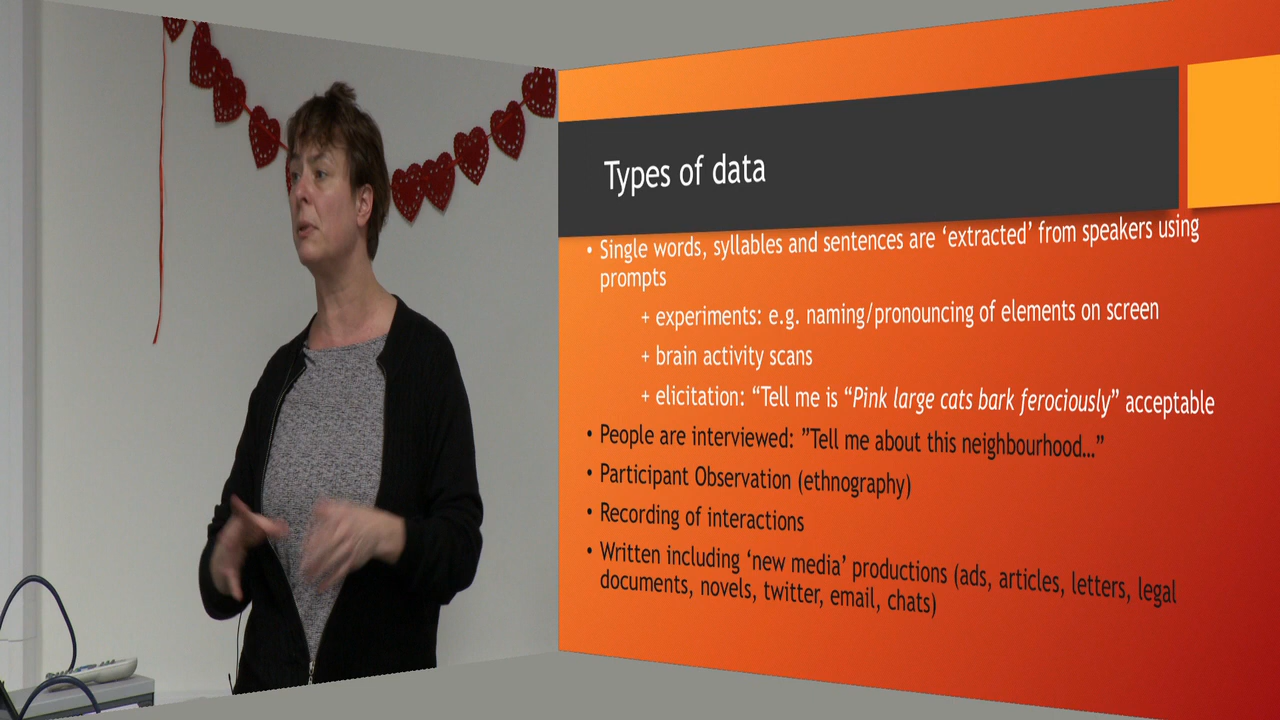 Types of data
• Single words, syllables and sentences are ‘extracted’ from speakers using
prompts
+ experiments: e.g. naming/pronouncing of elements on screen
+ brain activity scans
+ elicitation: “Tell me is “Pink large cats bark ferociously” acceptable
• People are interviewed: ”Tell me about this neighbourhood…”
• Participant Observation (ethnography)
• Recording of interactions
• Written including ‘new media’ productions (ads, articles, letters, legal
documents, novels, twitter, email, chats)